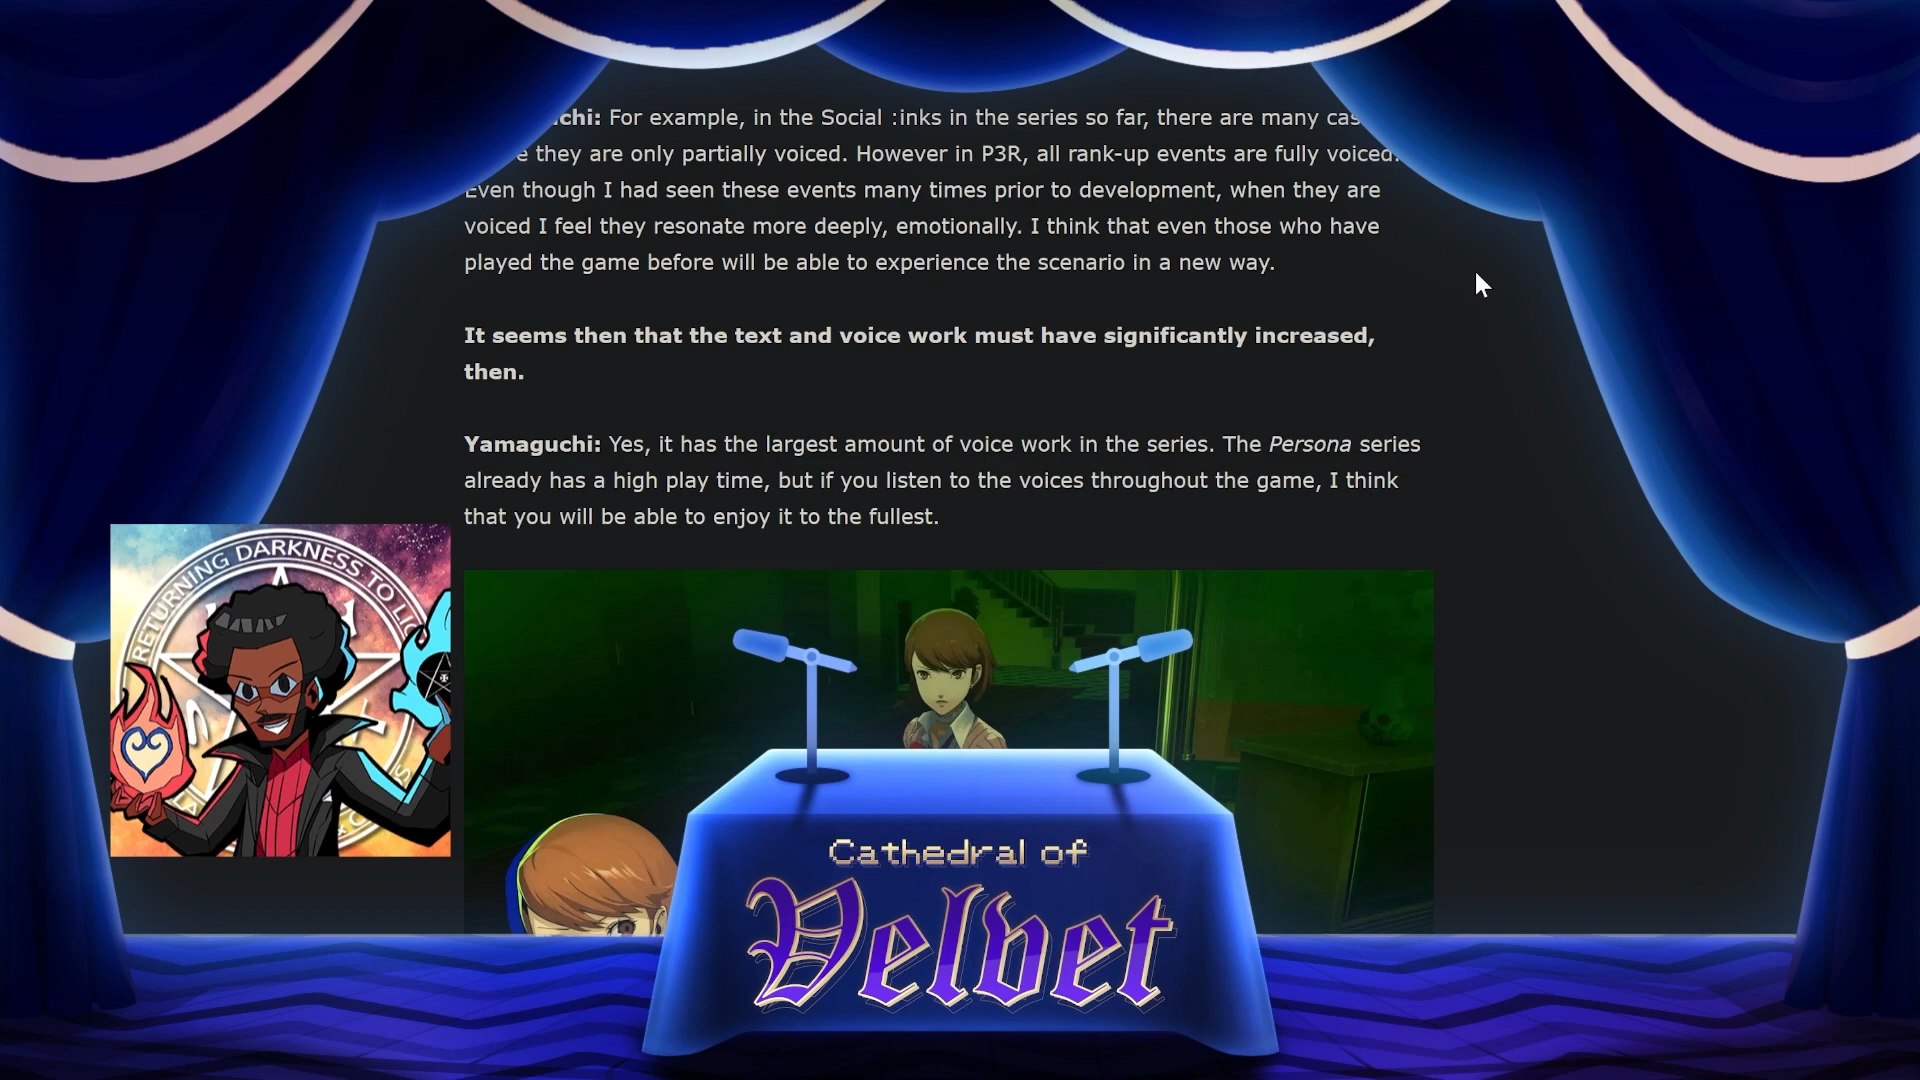 chi: For example, in the Social :inks in the series so far, there are many cas
e they are only partially voiced. However in P3R, all rank-up events are fully voiced.
Even though I had seen these events many times prior to development, when they are
voiced I feel they resonate more deeply, emotionally. I think that even those who have
played the game before will be able to experience the scenario in a new way.
It seems then that the text and voice work must have significantly increased,
then.
Yamaguchi: Yes, it has the largest amount of voice work in the series. The Persona series
already has a high play time, but if you listen to the voices throughout the game, I think
that you will be able to enjoy it to the fullest.
RETURNING DARKNESS TO LIG
Cathedral of
Velvet